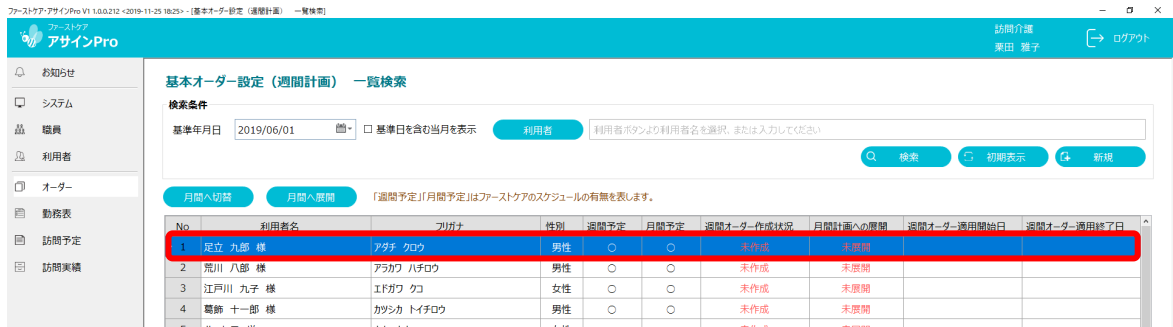 ファーストケア・アサインPro V1 1.0.0.212 <2019-11-25 18:25> - [基本オーダー設定（週間計画）　一覧検索]
ファーストケア
アサインPro
訪問介護
栗田 雅子
ログアウト
お知らせ
システム
職員
利用者
オーダー
勤務表
訪問予定
訪問実績
基本オーダー設定（週間計画）　一覧検索
検索条件
基準年月日 2019/06/01 基準日を含む当月を表示 利用者 利用者ボタンより利用者名を選択、または入力してください
検索 初期表示 新規
月間へ切替 月間へ展開 「週間予定」「月間予定」はファーストケアのスケジュールの有無を表します。
No 利用者名 フリガナ 性別 週間予定 月間予定 週間オーダー作成状況 月間計画への展開 週間オーダー適用開始日 週間オーダー適用終了日
1 足立 九郎 様 アダチ クロウ 男性 ○ ○ 未作成 未展開
2 荒川 八郎 様 アラカワ ハチロウ 男性 ○ ○ 未作成 未展開
3 江戸川 九子 様 エドガワ クコ 女性 ○ ○ 未作成 未展開
4 葛飾 十一郎 様 カツシカ トイチロウ 男性 ○ ○ 未作成 未展開